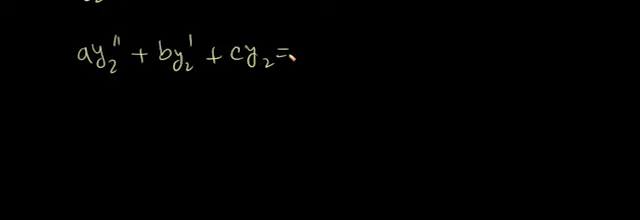 ay₂'' + by₂' + cy₂ =